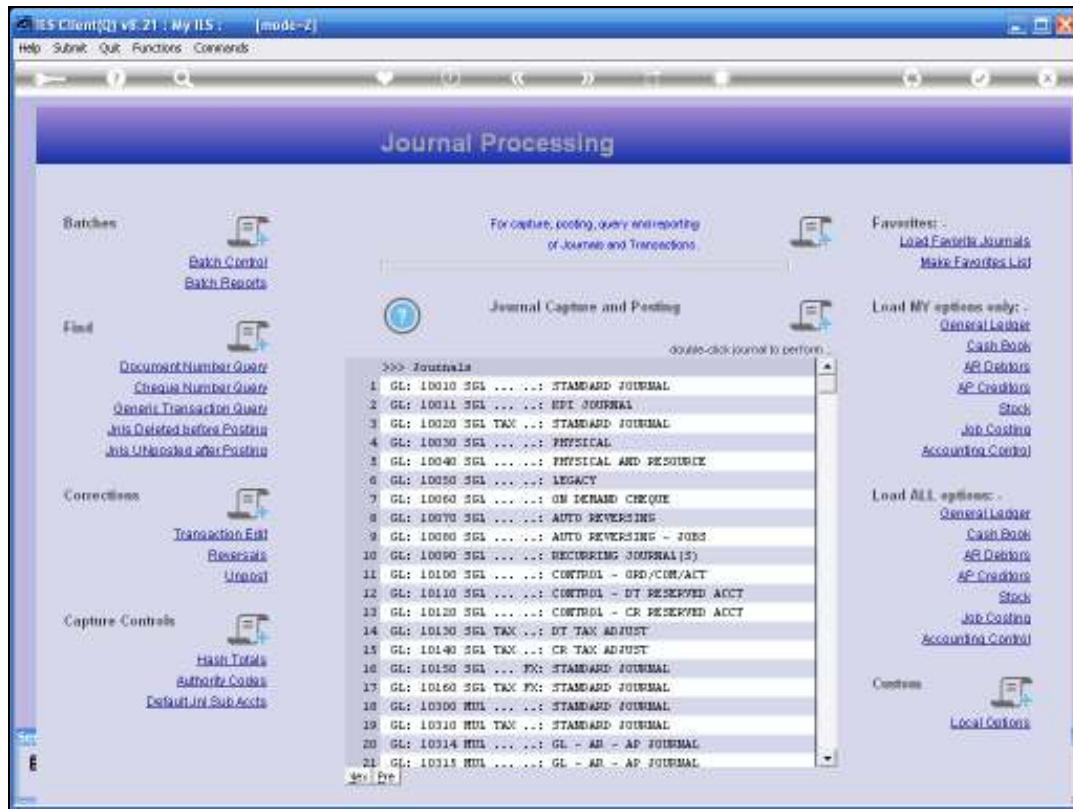 IES Client(Q) v8.21 : My IES : [mode-Z]
Help Submit Quit Functions Commands
Journal Processing
Batches
Batch Control
Batch Reports
Find
Document Number Query
Cheque Number Query
Generic Transaction Query
Jnls Deleted before Posting
Jnls UNposted after Posting
Corrections
Transaction Edit
Reversals
Unpost
Capture Controls
Hash Totals
Authority Codes
Default Jnl Sub Accts
For capture, posting, query and reporting
of Journals and Transactions
Journal Capture and Posting
double-click journal to perform ..
>>> Journals
1 GL: 10010 SGL ... ..: STANDARD JOURNAL
2 GL: 10011 SGL ... ..: KPI JOURNAL
3 GL: 10020 SGL TAX ..: STANDARD JOURNAL
4 GL: 10030 SGL ... ..: PHYSICAL
5 GL: 10040 SGL ... ..: PHYSICAL AND RESOURCE
6 GL: 10050 SGL ... ..: LEGACY
7 GL: 10060 SGL ... ..: ON DEMAND CHEQUE
8 GL: 10070 SGL ... ..: AUTO REVERSING
9 GL: 10080 SGL ... ..: AUTO REVERSING - JOBS
10 GL: 10090 SGL ... ..: RECURRING JOURNAL(S)
11 GL: 10100 SGL ... ..: CONTROL - ORD/COM/ACT
12 GL: 10110 SGL ... ..: CONTROL - DT RESERVED ACCT
13 GL: 10120 SGL ... ..: CONTROL - CR RESERVED ACCT
14 GL: 10130 SGL TAX ..: DT TAX ADJUST
15 GL: 10140 SGL TAX ..: CR TAX ADJUST
16 GL: 10150 SGL ... FX: STANDARD JOURNAL
17 GL: 10160 SGL TAX FX: STANDARD JOURNAL
18 GL: 10300 MUL ... ..: STANDARD JOURNAL
19 GL: 10310 MUL TAX ..: STANDARD JOURNAL
20 GL: 10314 MUL ... ..: GL - AR - AP JOURNAL
21 GL: 10315 MUL ... ..: GL - AR - AP JOURNAL
Nex Pre
Favorites: .
Load Favorite Journals
Make Favorites List
Load MY options only: .
General Ledger
Cash Book
AR Debtors
AP Creditors
Stock
Job Costing
Accounting Control
Load ALL options: .
General Ledger
Cash Book
AR Debtors
AP Creditors
Stock
Job Costing
Accounting Control
Custom
Local Options